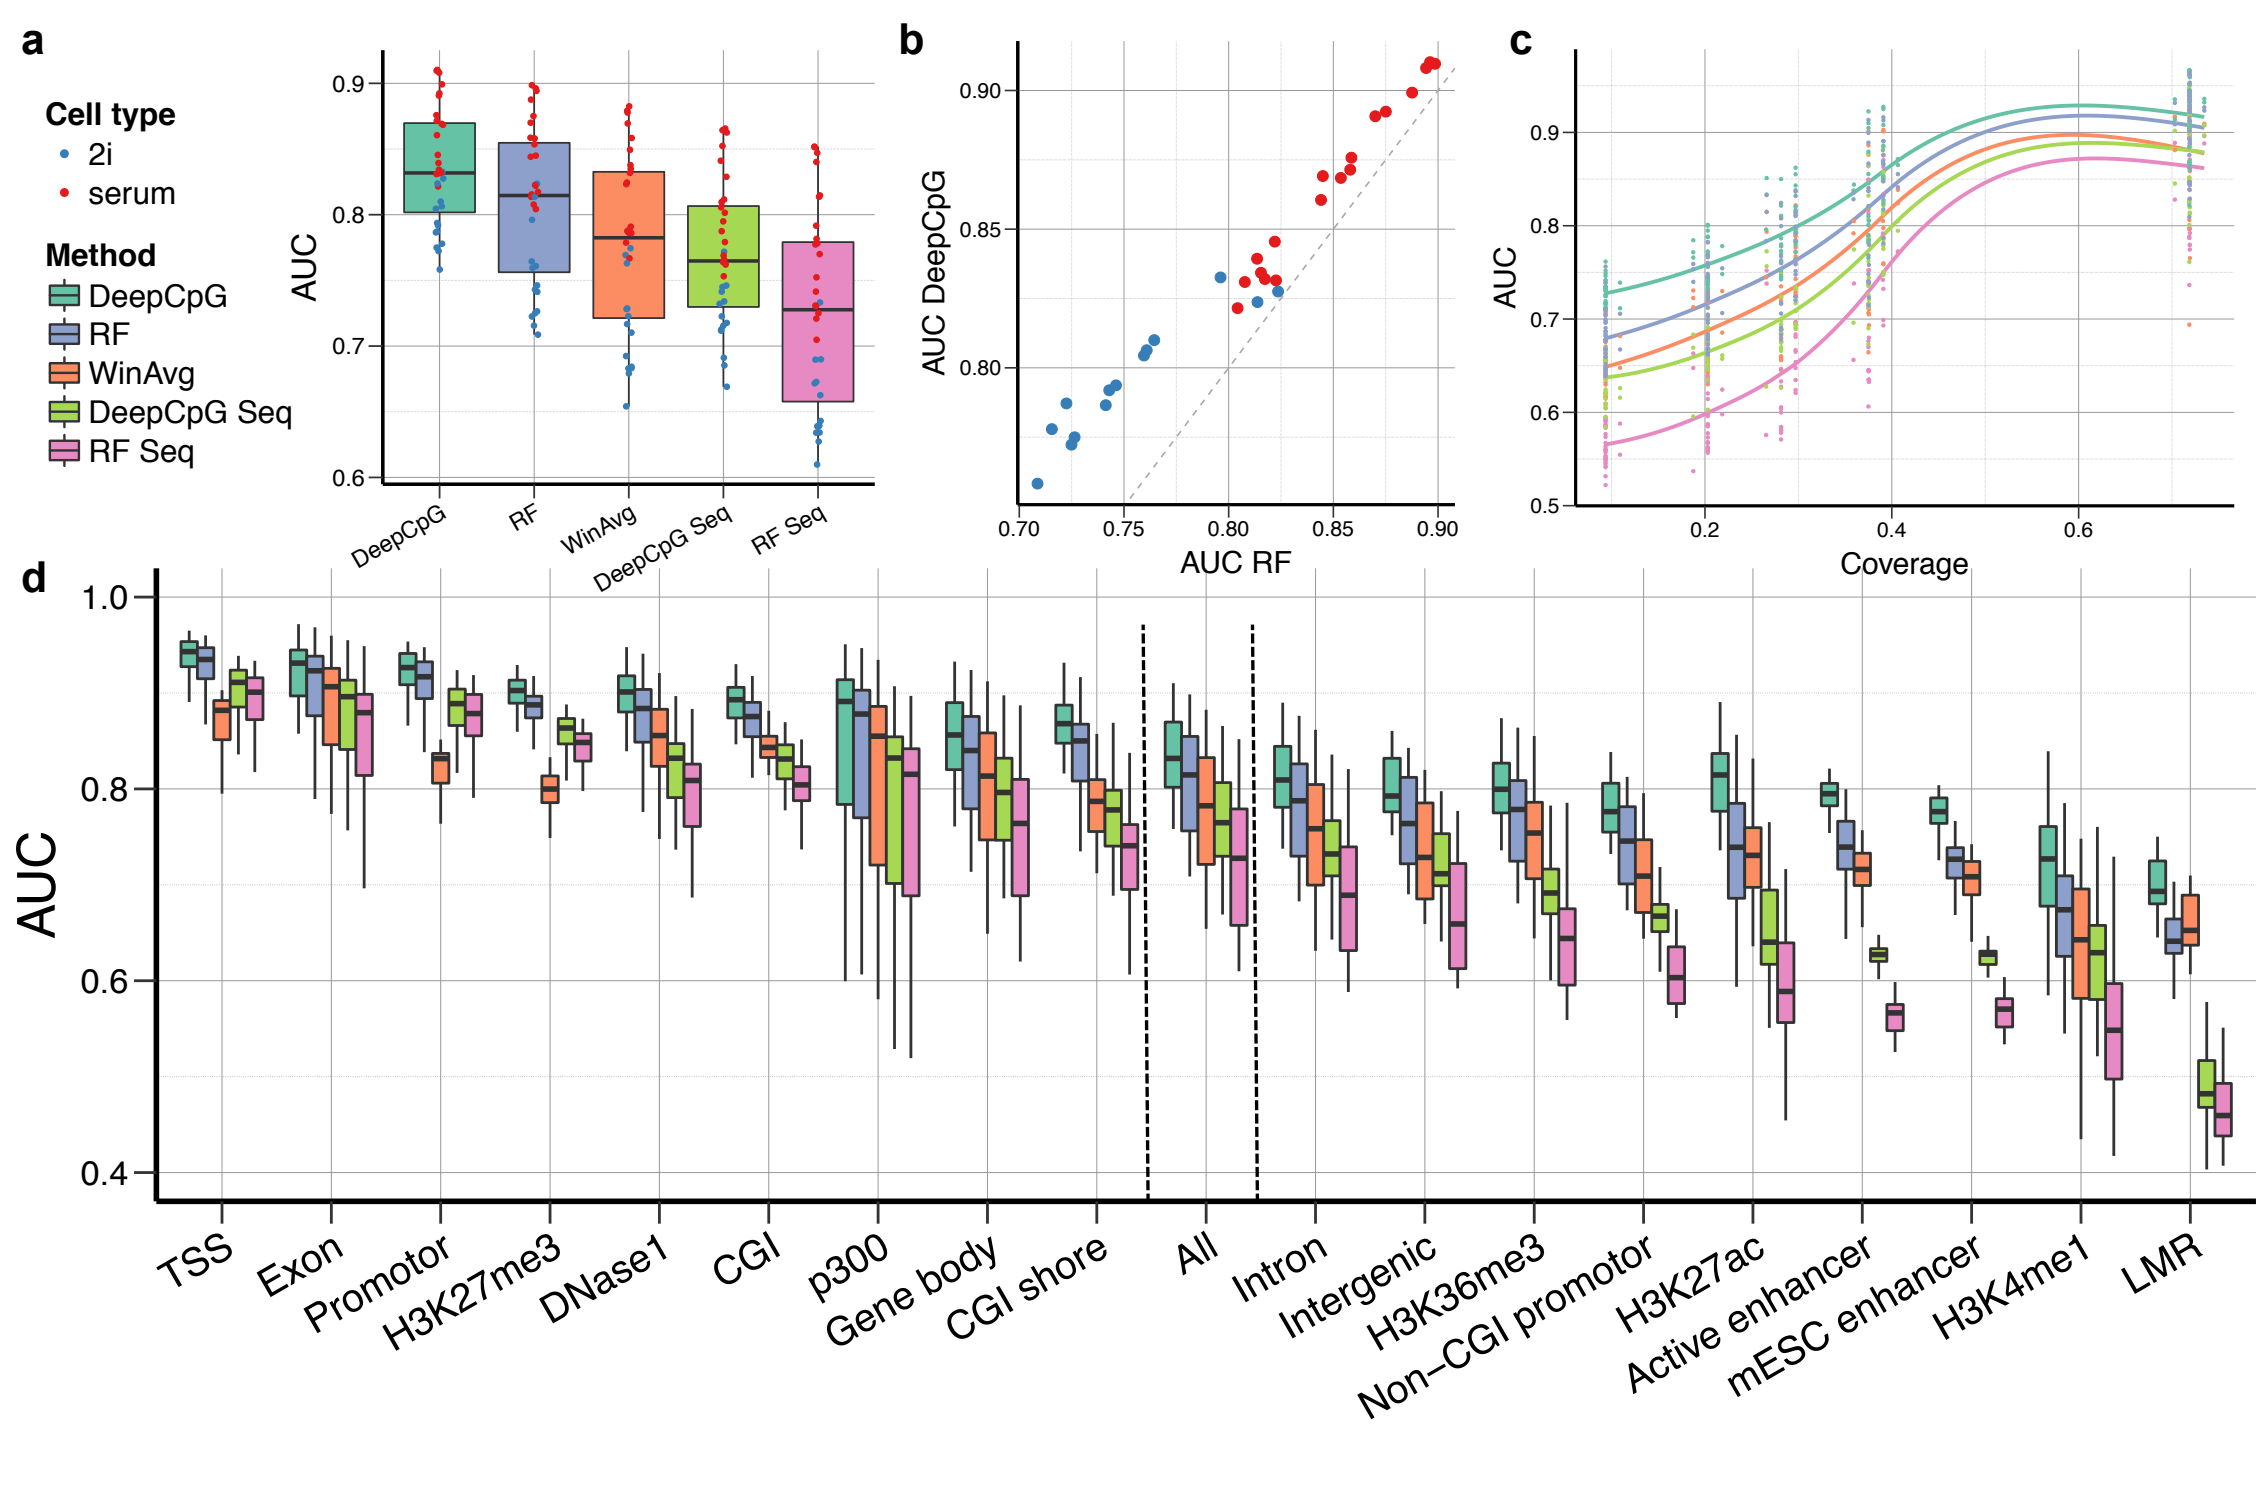 a
Cell type
2i
serum
Method
DeepCpG
RF
WinAvg
DeepCpG Seq
RF Seq
AUC
0.9
0.8
0.7
0.6
DeepCpG
RF
WinAvg
DeepCpG Seq
RF Seq
b
AUC DeepCpG
0.90
0.85
0.80
0.70
0.75
0.80
0.85
0.90
AUC RF
c
AUC
0.9
0.8
0.7
0.6
0.5
0.2
0.4
0.6
Coverage
d
AUC
1.0
0.8
0.6
0.4
TSS
Exon
Promotor
H3K27me3
DNase1
CGI
p300
Gene body
CGI shore
All
Intron
Intergenic
H3K36me3
Non−CGI promotor
H3K27ac
Active enhancer
mESC enhancer
H3K4me1
LMR